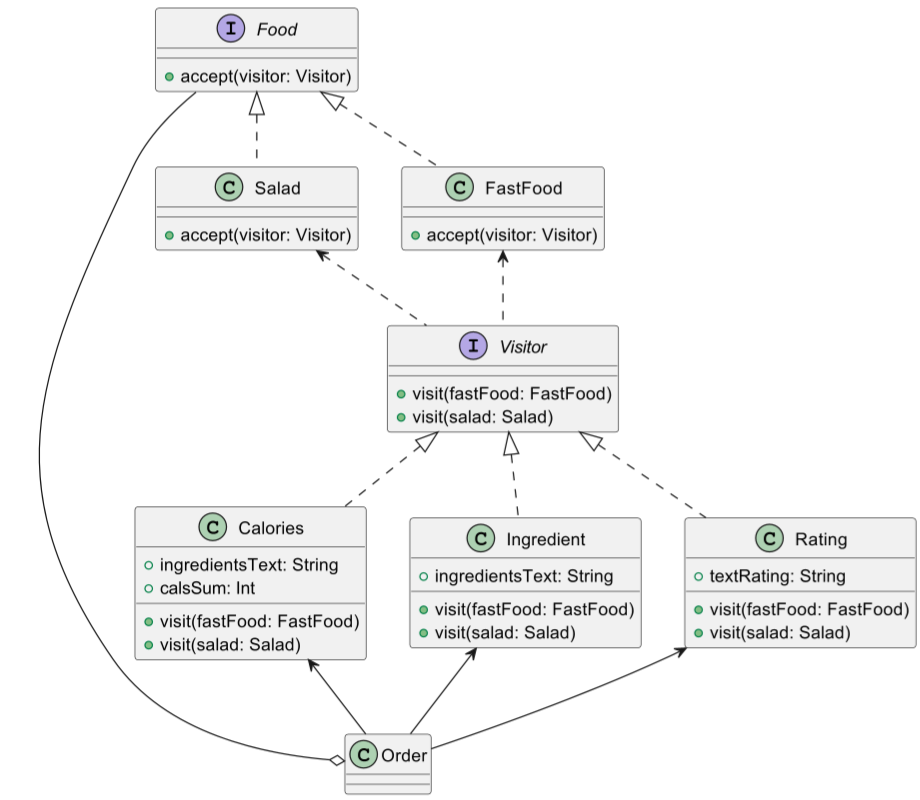 I Food
accept(visitor: Visitor)
C Salad
accept(visitor: Visitor)
C FastFood
accept(visitor: Visitor)
I Visitor
visit(fastFood: FastFood)
visit(salad: Salad)
C Calories
ingredientsText: String
calsSum: Int
visit(fastFood: FastFood)
visit(salad: Salad)
C Ingredient
ingredientsText: String
visit(fastFood: FastFood)
visit(salad: Salad)
C Rating
textRating: String
visit(fastFood: FastFood)
visit(salad: Salad)
C Order